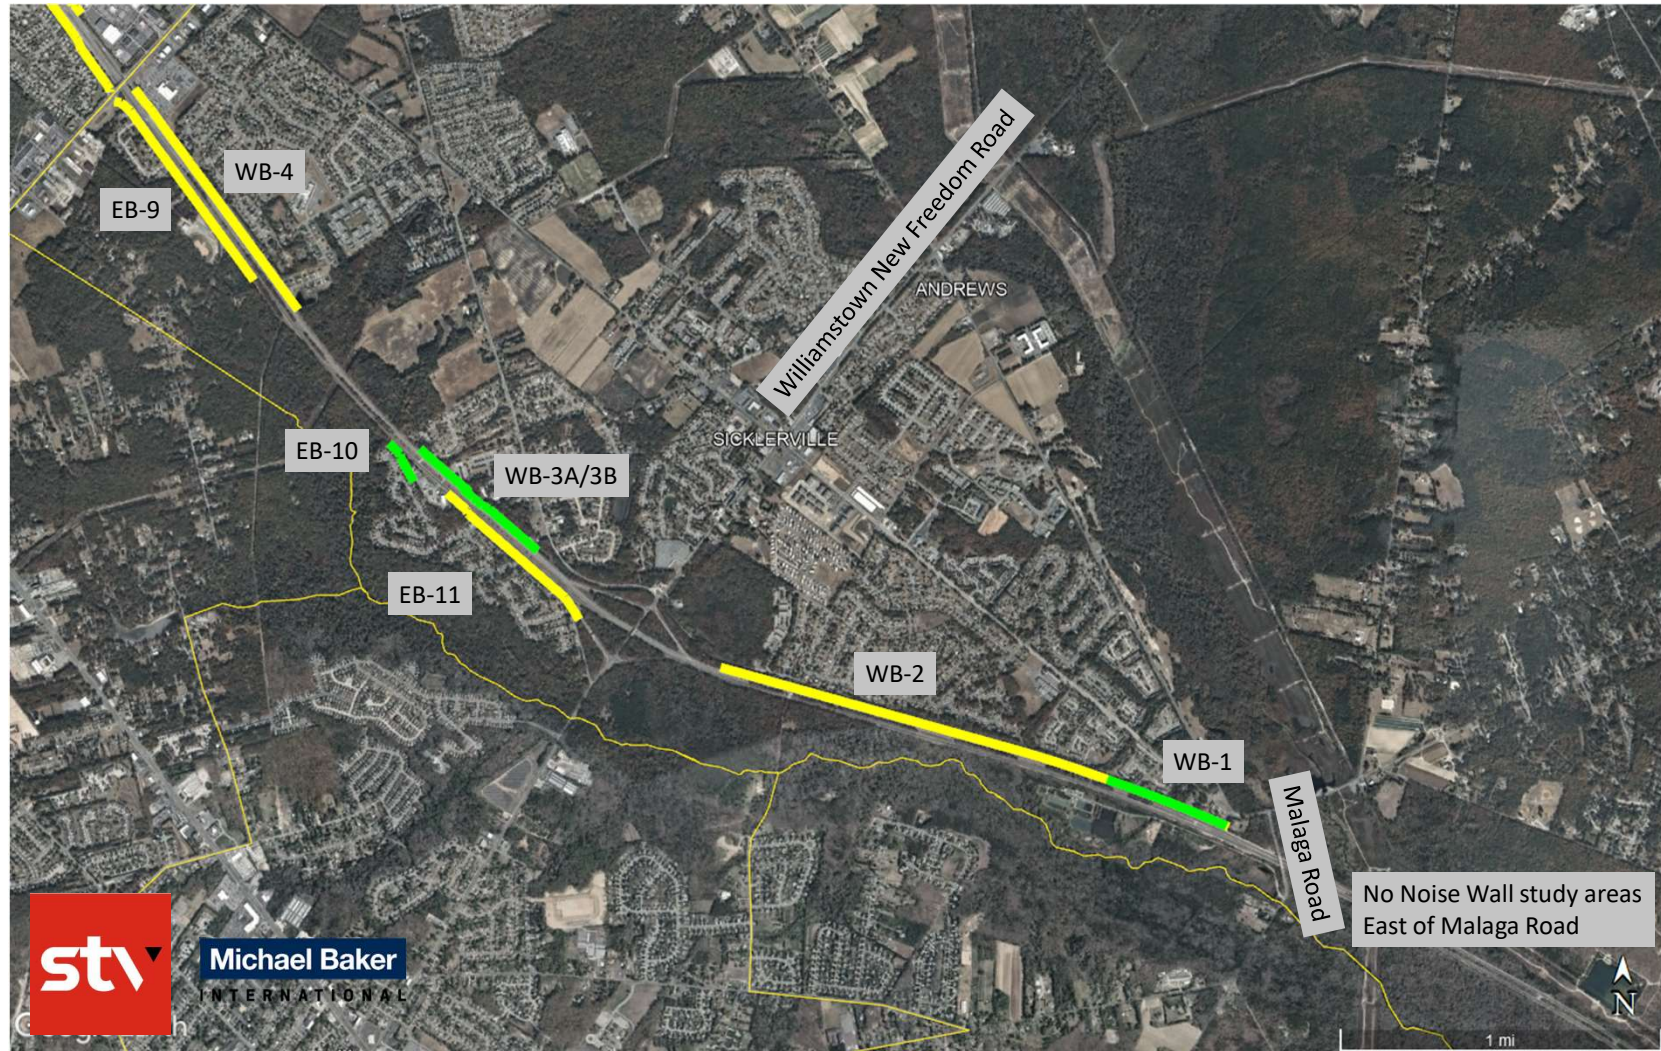 WB-4
EB-9
Williamstown New Freedom Road
ANDREWS
SICKLERVILLE
EB-10
WB-3A/3B
EB-11
WB-2
WB-1
Malaga Road
No Noise Wall study areas
East of Malaga Road
stv
Michael Baker
INTERNATIONAL
N
1 mi